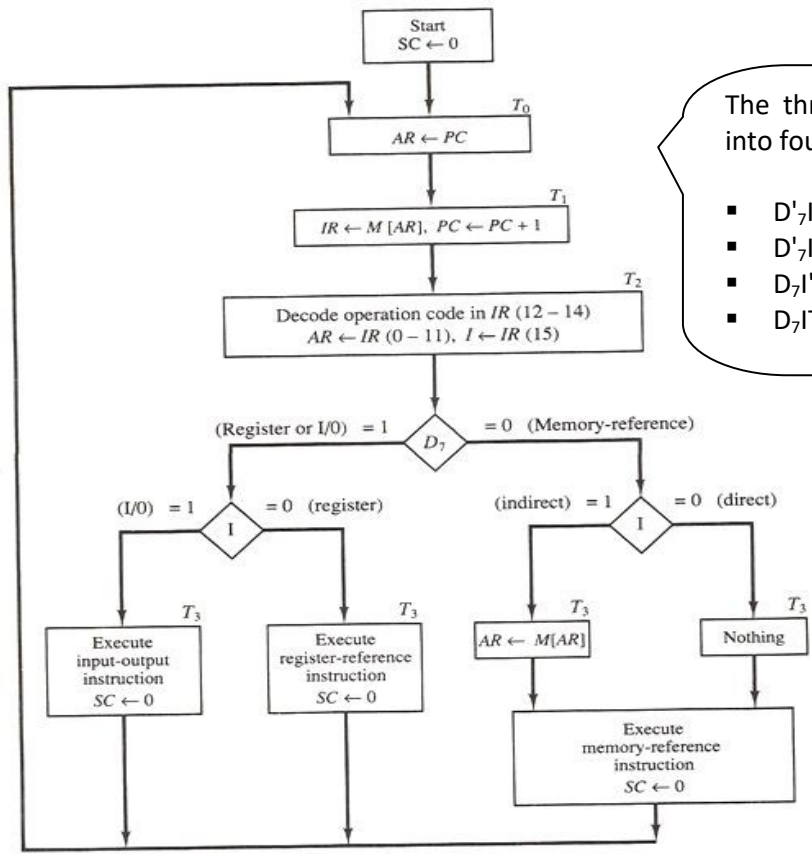 Start
SC ← 0
T₀
AR ← PC
T₁
IR ← M [AR], PC ← PC + 1
T₂
Decode operation code in IR (12 – 14)
AR ← IR (0 – 11), I ← IR (15)
(Register or I/0) = 1
D₇
= 0 (Memory-reference)
(I/0) = 1
I
= 0 (register)
(indirect) = 1
I
= 0 (direct)
T₃
Execute
input-output
instruction
SC ← 0
T₃
Execute
register-reference
instruction
SC ← 0
T₃
AR ← M[AR]
T₃
Nothing
Execute
memory-reference
instruction
SC ← 0
The
into
▪ D'₇I
▪ D'₇I
▪ D₇I'
▪ D₇I